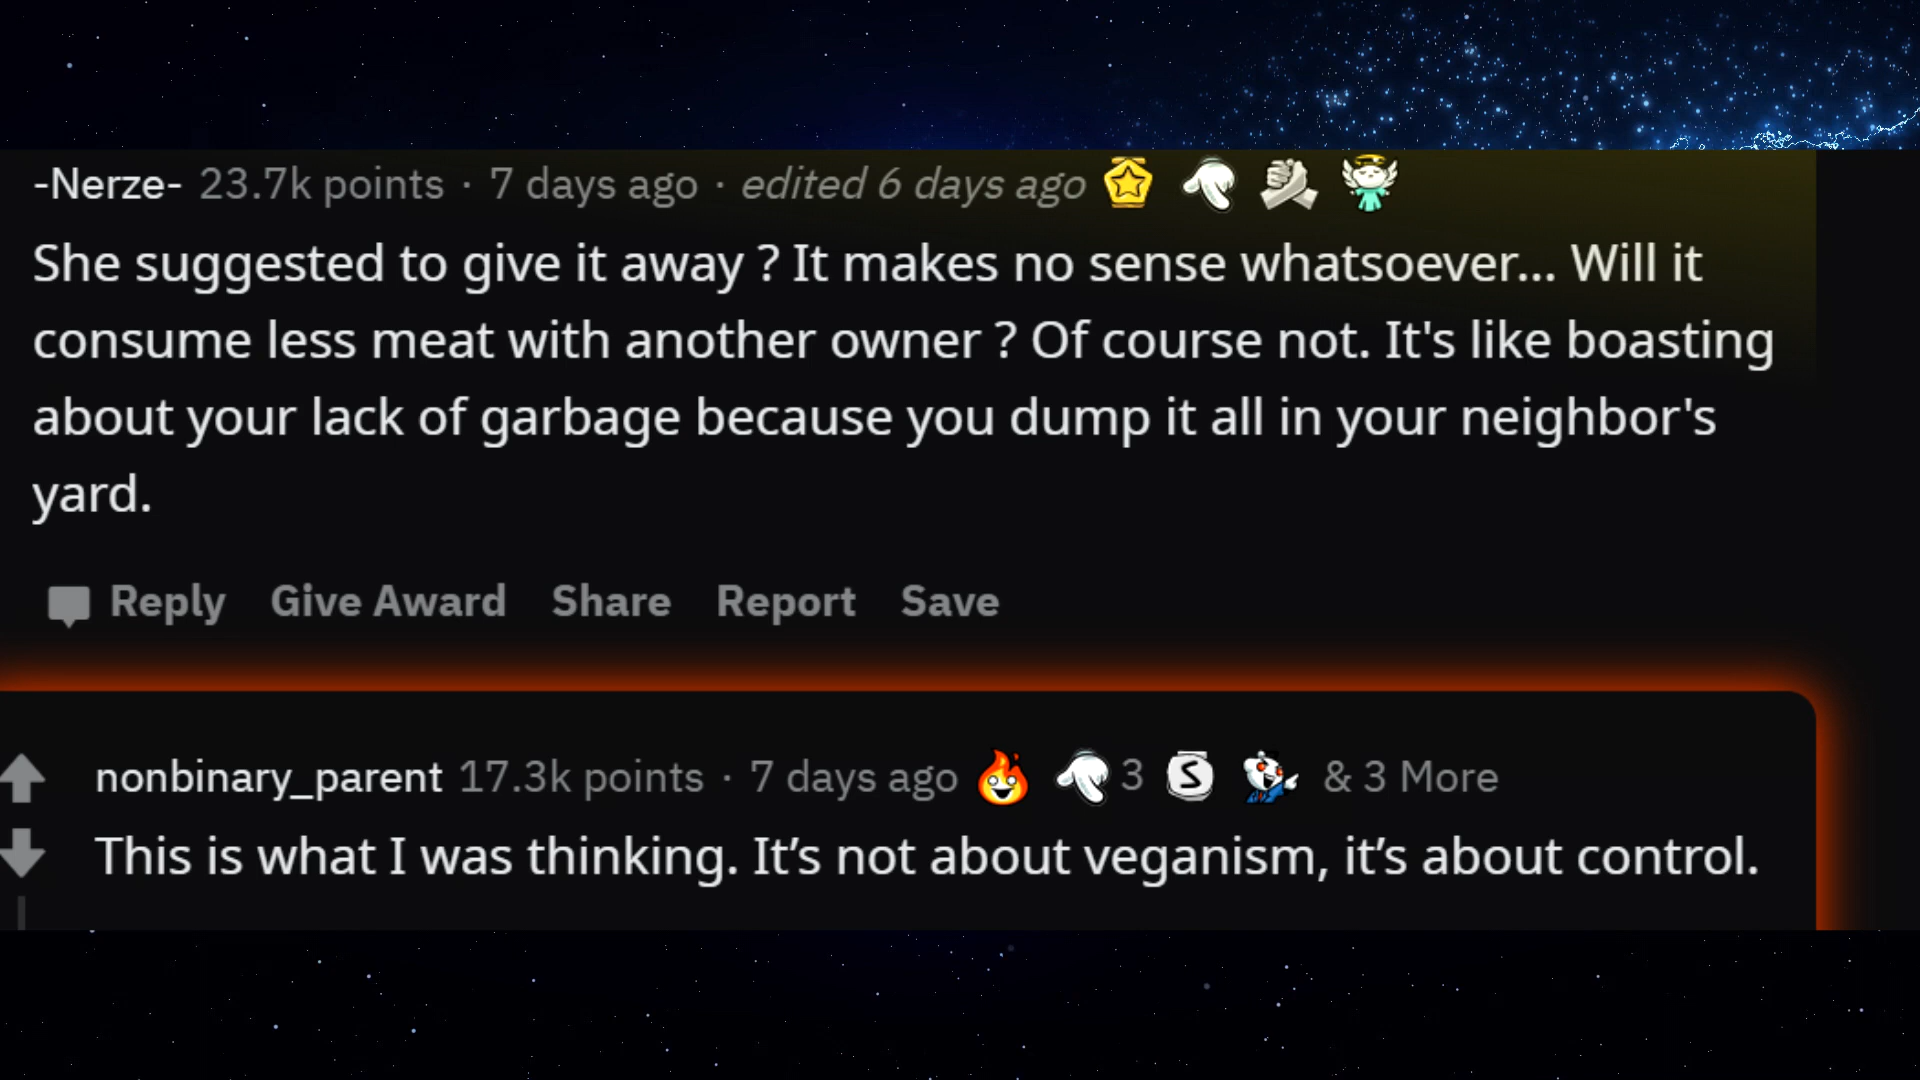 -Nerze- 23.7k points · 7 days ago · edited 6 days ago
She suggested to give it away ? It makes no sense whatsoever... Will it
consume less meat with another owner ? Of course not. It's like boasting
about your lack of garbage because you dump it all in your neighbor's
yard.
Reply Give Award Share Report Save
nonbinary_parent 17.3k points · 7 days ago 3 S & 3 More
This is what I was thinking. It’s not about veganism, it’s about control.